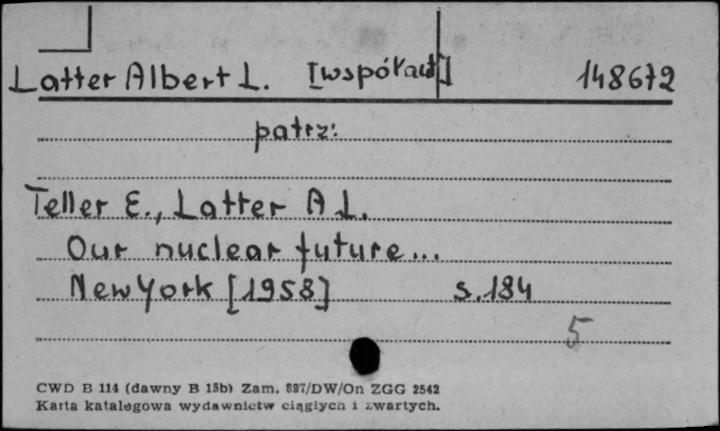 Latter Albert L. [współaut] 148672
patrz:
Teller E., Latter A L.
Our nuclear future...
New York [1958] s. 184
5
CWD B 114 (dawny B 15b) Zam. 897/DW/On ZGG 2542
Karta katalogowa wydawnictw ciągłych i zwartych.